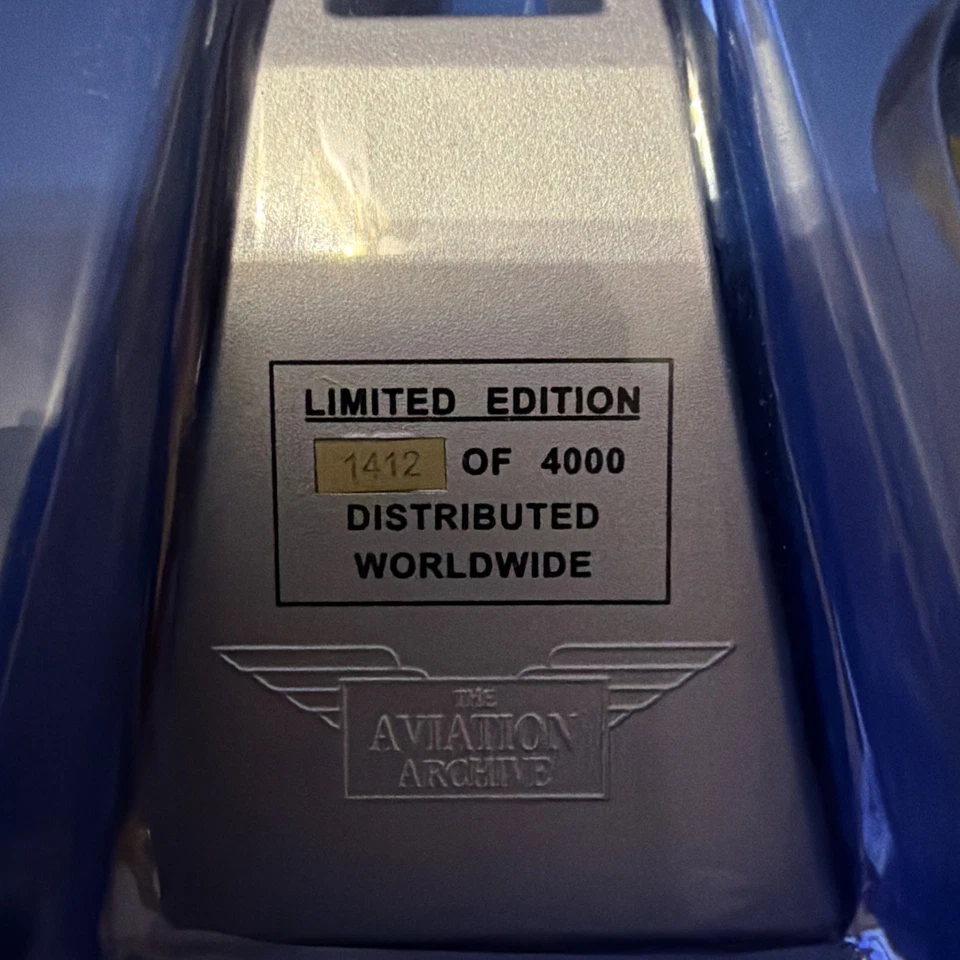 LIMITED EDITION
1412 OF 4000
DISTRIBUTED
WORLDWIDE
THE
AVIATION
ARCHIVE